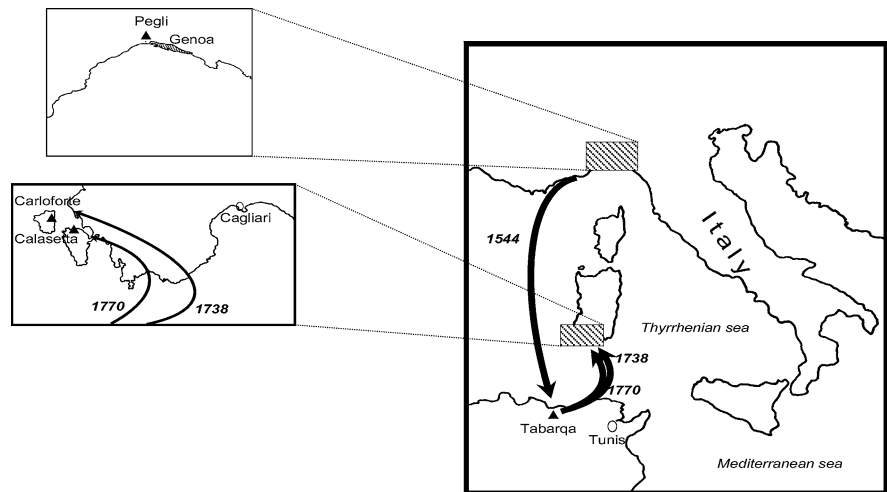 Pegli
Genoa
Carloforte
Calasetta
Cagliari
1770
1738
1544
Italy
Thyrrhenian sea
1738
1770
Tabarqa
Tunis
Mediterranean sea